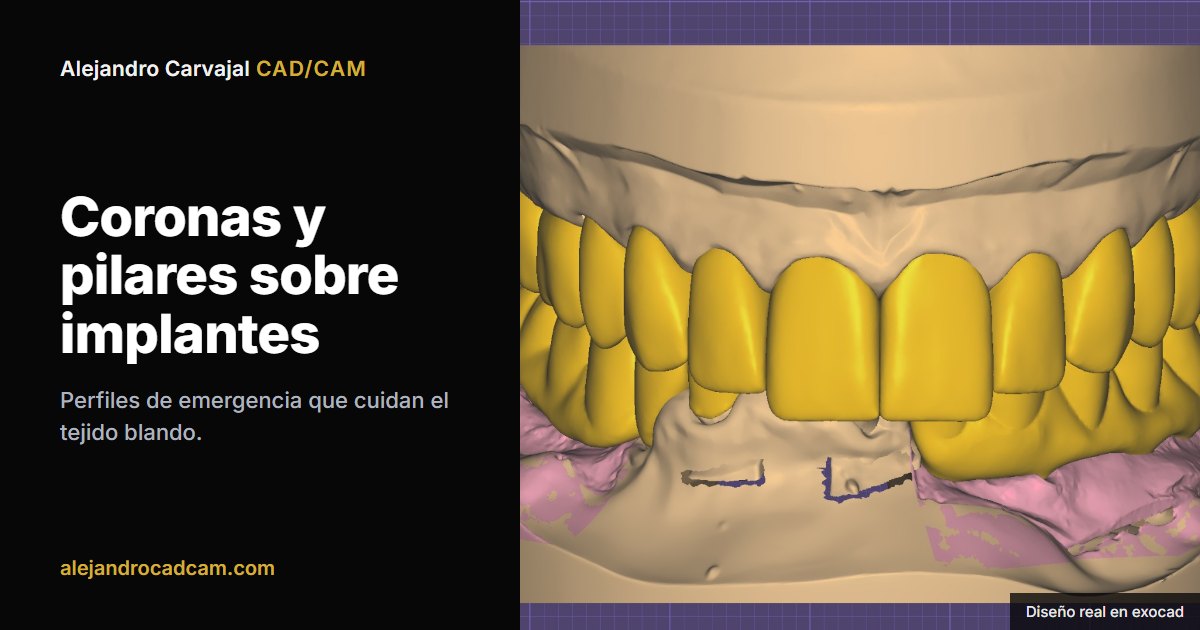 Alejandro Carvajal CAD/CAM
Coronas y
pilares sobre
implantes
Perfiles de emergencia que cuidan el
tejido blando.
alejandrocadcam.com
Diseño real en exocad